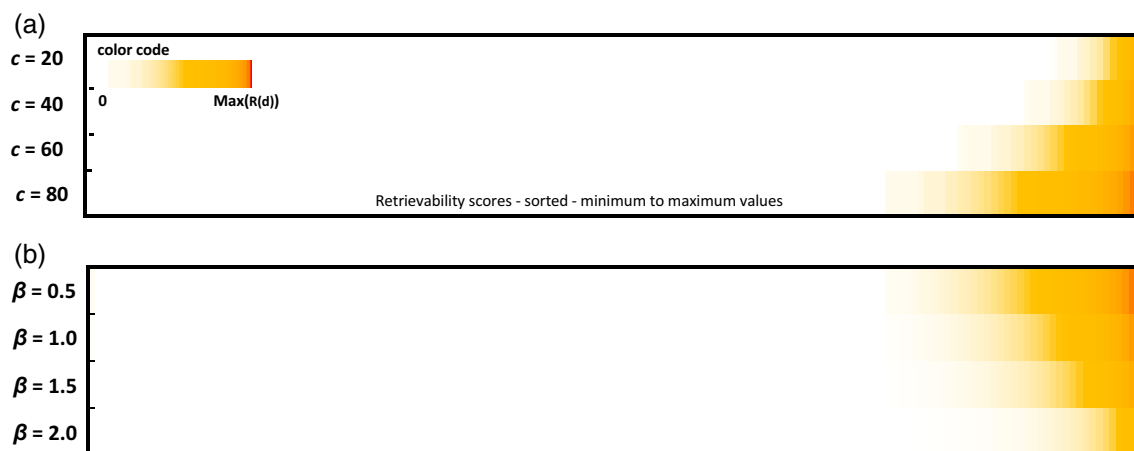 (a)
c = 20
color code
0 Max(R(d))
c = 40
c = 60
c = 80
Retrievability scores - sorted - minimum to maximum values
(b)
β = 0.5
β = 1.0
β = 1.5
β = 2.0